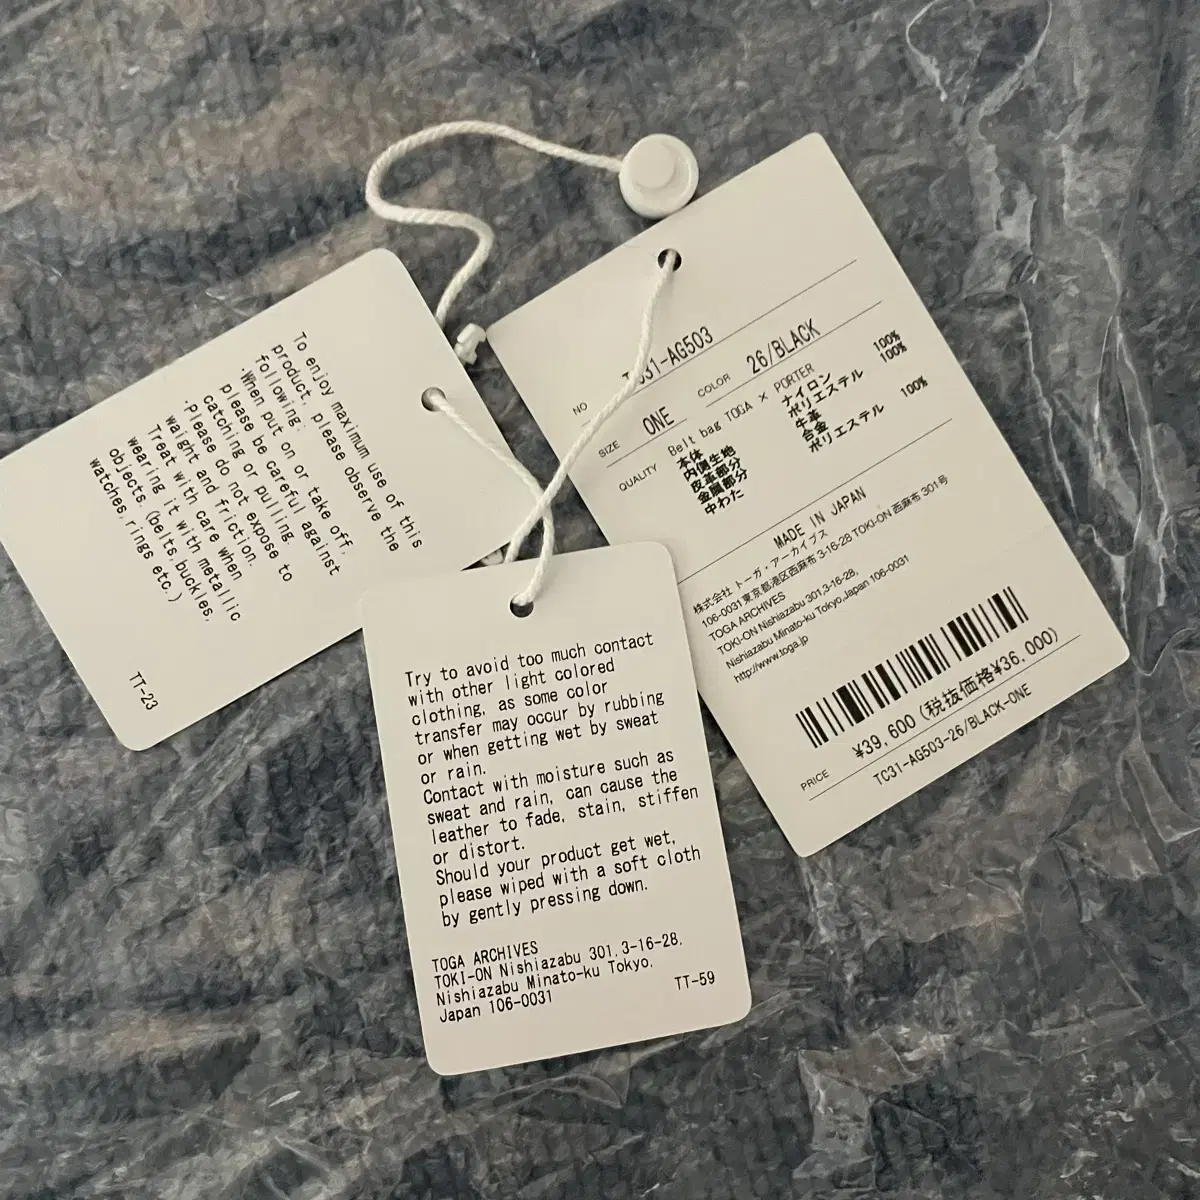 To enjoy maximum use of this
product, please observe the
following.
·When put on or take off,
please be careful against
catching or pulling.
·Please do not expose to
waight and friction.
Treat with care when
wearing it with metallic
objects. (belts, buckles,
watches, rings etc.)
TT-23
Try to avoid too much contact
with other light colored
clothing, as some color
transfer may occur by rubbing
or when getting wet by sweat
or rain.
Contact with moisture such as
sweat and rain, can cause the
leather to fade, stain, stiffen
or distort.
Should your product get wet,
please wiped with a soft cloth
by gently pressing down.
TOGA ARCHIVES
TOKI-ON Nishiazabu 301, 3-16-28,
Nishiazabu Minato-ku Tokyo,
Japan 106-0031
TT-59
NO TC31-AG503
SIZE ONE COLOR 26/BLACK
QUALITY Belt bag TOGA × PORTER
本体 ナイロン 100%
内側生地 ポリエステル 100%
皮革部分 牛革
金属部分 合金
中わた ポリエステル 100%
MADE IN JAPAN
株式会社 トーガ・アーカイブス
106-0031 東京都港区西麻布 3-16-28 TOKI-ON 西麻布 301号
TOGA ARCHIVES
TOKI-ON Nishiazabu 301,3-16-28,
Nishiazabu Minato-ku Tokyo,Japan 106-0031
http://www.toga.jp
PRICE ¥39,600 (税抜価格¥36,000)
TC31-AG503-26/BLACK-ONE